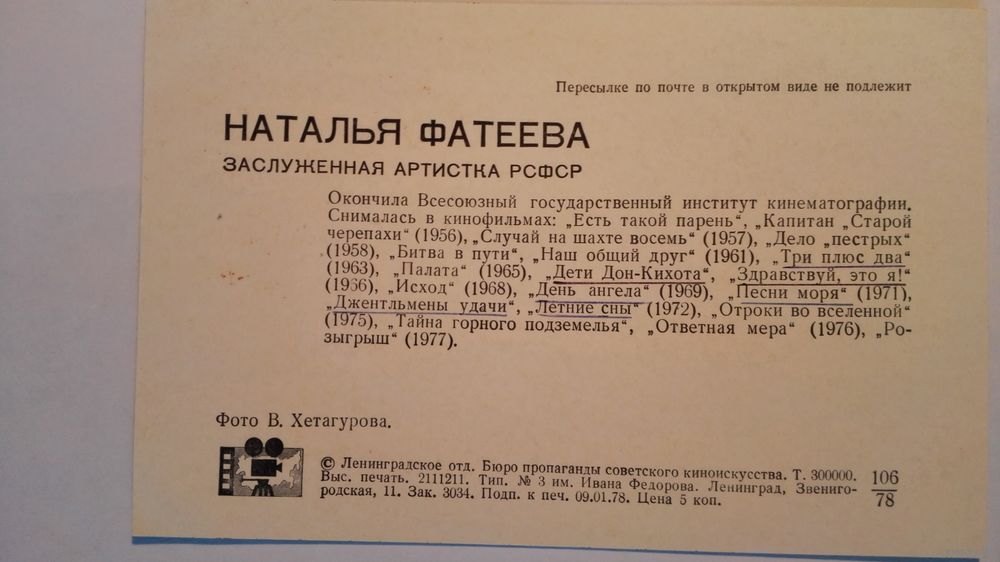 Пересылке по почте в открытом виде не подлежит
НАТАЛЬЯ ФАТЕЕВА
ЗАСЛУЖЕННАЯ АРТИСТКА РСФСР
Окончила Всесоюзный государственный институт кинематографии.
Снималась в кинофильмах: „Есть такой парень“, „Капитан „Старой
черепахи“ (1956), „Случай на шахте восемь“ (1957), „Дело „пестрых“
(1958), „Битва в пути“, „Наш общий друг“ (1961), „Три плюс два“
(1963), „Палата“ (1965), „Дети Дон-Кихота“, „Здравствуй, это я!“
(1936), „Исход“ (1968), „День ангела“ (1969), „Песни моря“ (1971),
„Джентльмены удачи“, „Летние сны“ (1972), „Отроки во вселенной“
(1975), „Тайна горного подземелья“, „Ответная мера“ (1976), „Ро-
зыгрыш“ (1977).
Фото В. Хетагурова.
© Ленинградское отд. Бюро пропаганды советского киноискусства. Т. 300000.
Выс. печать. 2111211. Тип. № 3 им. Ивана Федорова. Ленинград, Звениго-
родская, 11. Зак. 3034. Подп. к печ. 09.01.78. Цена 5 коп.
106
78